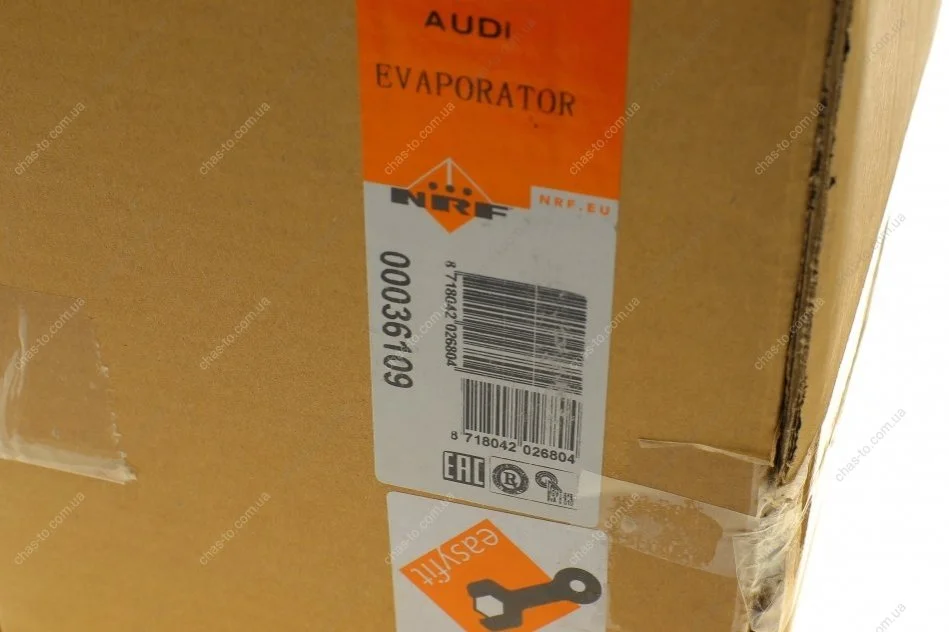 AUDI
EVAPORATOR
NRF
NRF.EU
00036109
8 718042 026804
8 718042 026804
EAC
R
easyfit
chas-to.com.ua